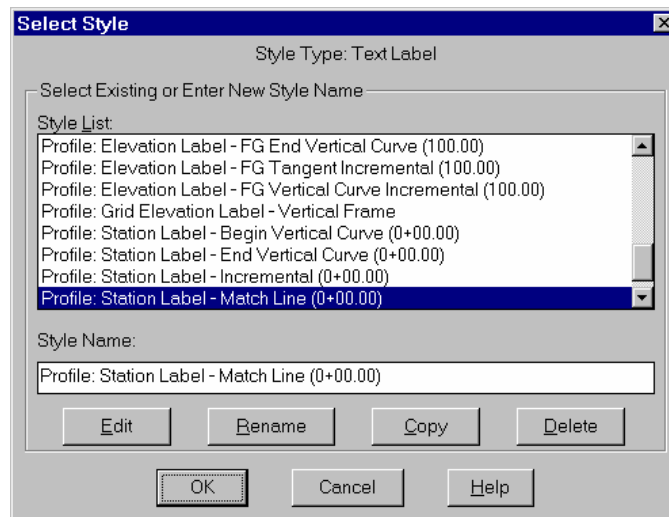 Select Style
Style Type: Text Label
Select Existing or Enter New Style Name
Style List:
Profile: Elevation Label - FG End Vertical Curve (100.00)
Profile: Elevation Label - FG Tangent Incremental (100.00)
Profile: Elevation Label - FG Vertical Curve Incremental (100.00)
Profile: Grid Elevation Label - Vertical Frame
Profile: Station Label - Begin Vertical Curve (0+00.00)
Profile: Station Label - End Vertical Curve (0+00.00)
Profile: Station Label - Incremental (0+00.00)
Profile: Station Label - Match Line (0+00.00)
Style Name:
Profile: Station Label - Match Line (0+00.00)
Edit Rename Copy Delete
OK Cancel Help